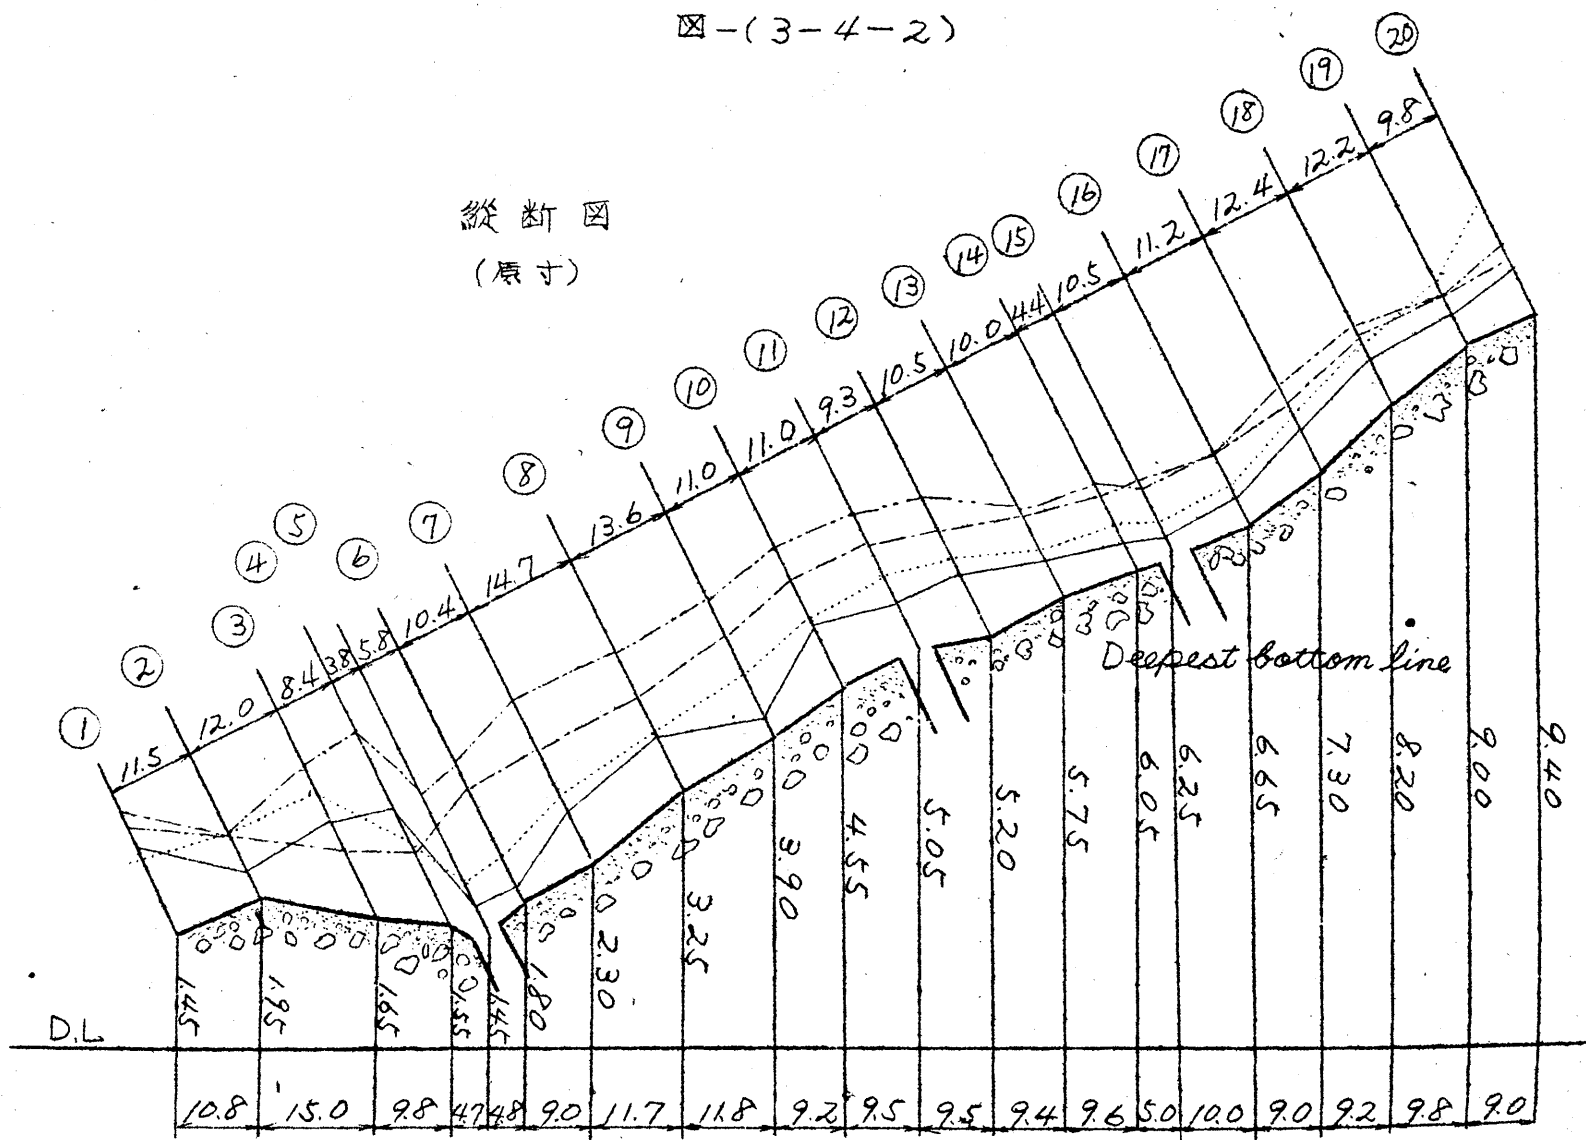 図-(3-4-2)
縦断図
(原寸)
① ② ③ ④ ⑤ ⑥ ⑦ ⑧ ⑨ ⑩ ⑪ ⑫ ⑬ ⑭ ⑮ ⑯ ⑰ ⑱ ⑲ ⑳
11.5 12.0 8.4 3.8 5.8 10.4 14.7 13.6 11.0 11.0 9.3 10.5 10.0 4.4 10.5 11.2 12.4 12.2 9.8
Deepest bottom line
1.45 1.95 1.65 1.55 1.45 1.80 2.30 3.25 3.90 4.55 5.05 5.20 5.75 6.05 6.25 6.65 7.30 8.20 9.00 9.40
D.L
10.8 15.0 9.8 4.7 4.8 9.0 11.7 11.8 9.2 9.5 9.5 9.4 9.6 5.0 10.0 9.0 9.2 9.8 9.0